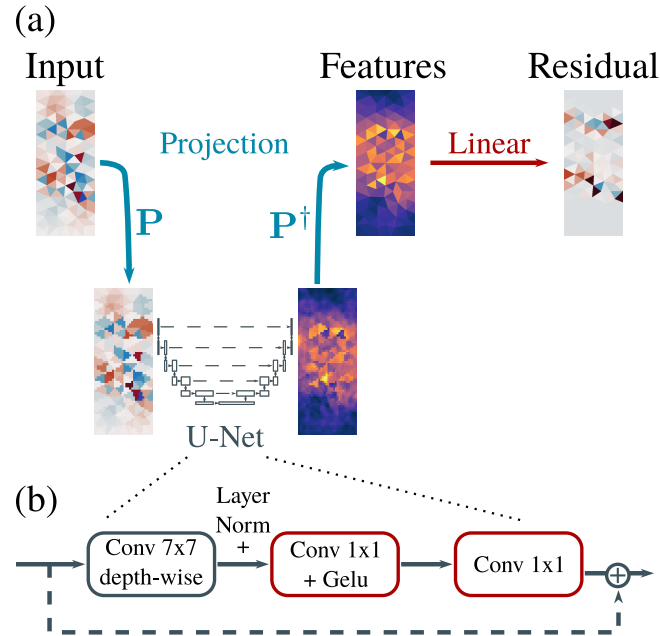 (a)
Input
Features
Residual
Projection
Linear
P
P†
U-Net
(b)
Layer
Norm
+
Conv 7x7
depth-wise
Conv 1x1
+ Gelu
Conv 1x1
+